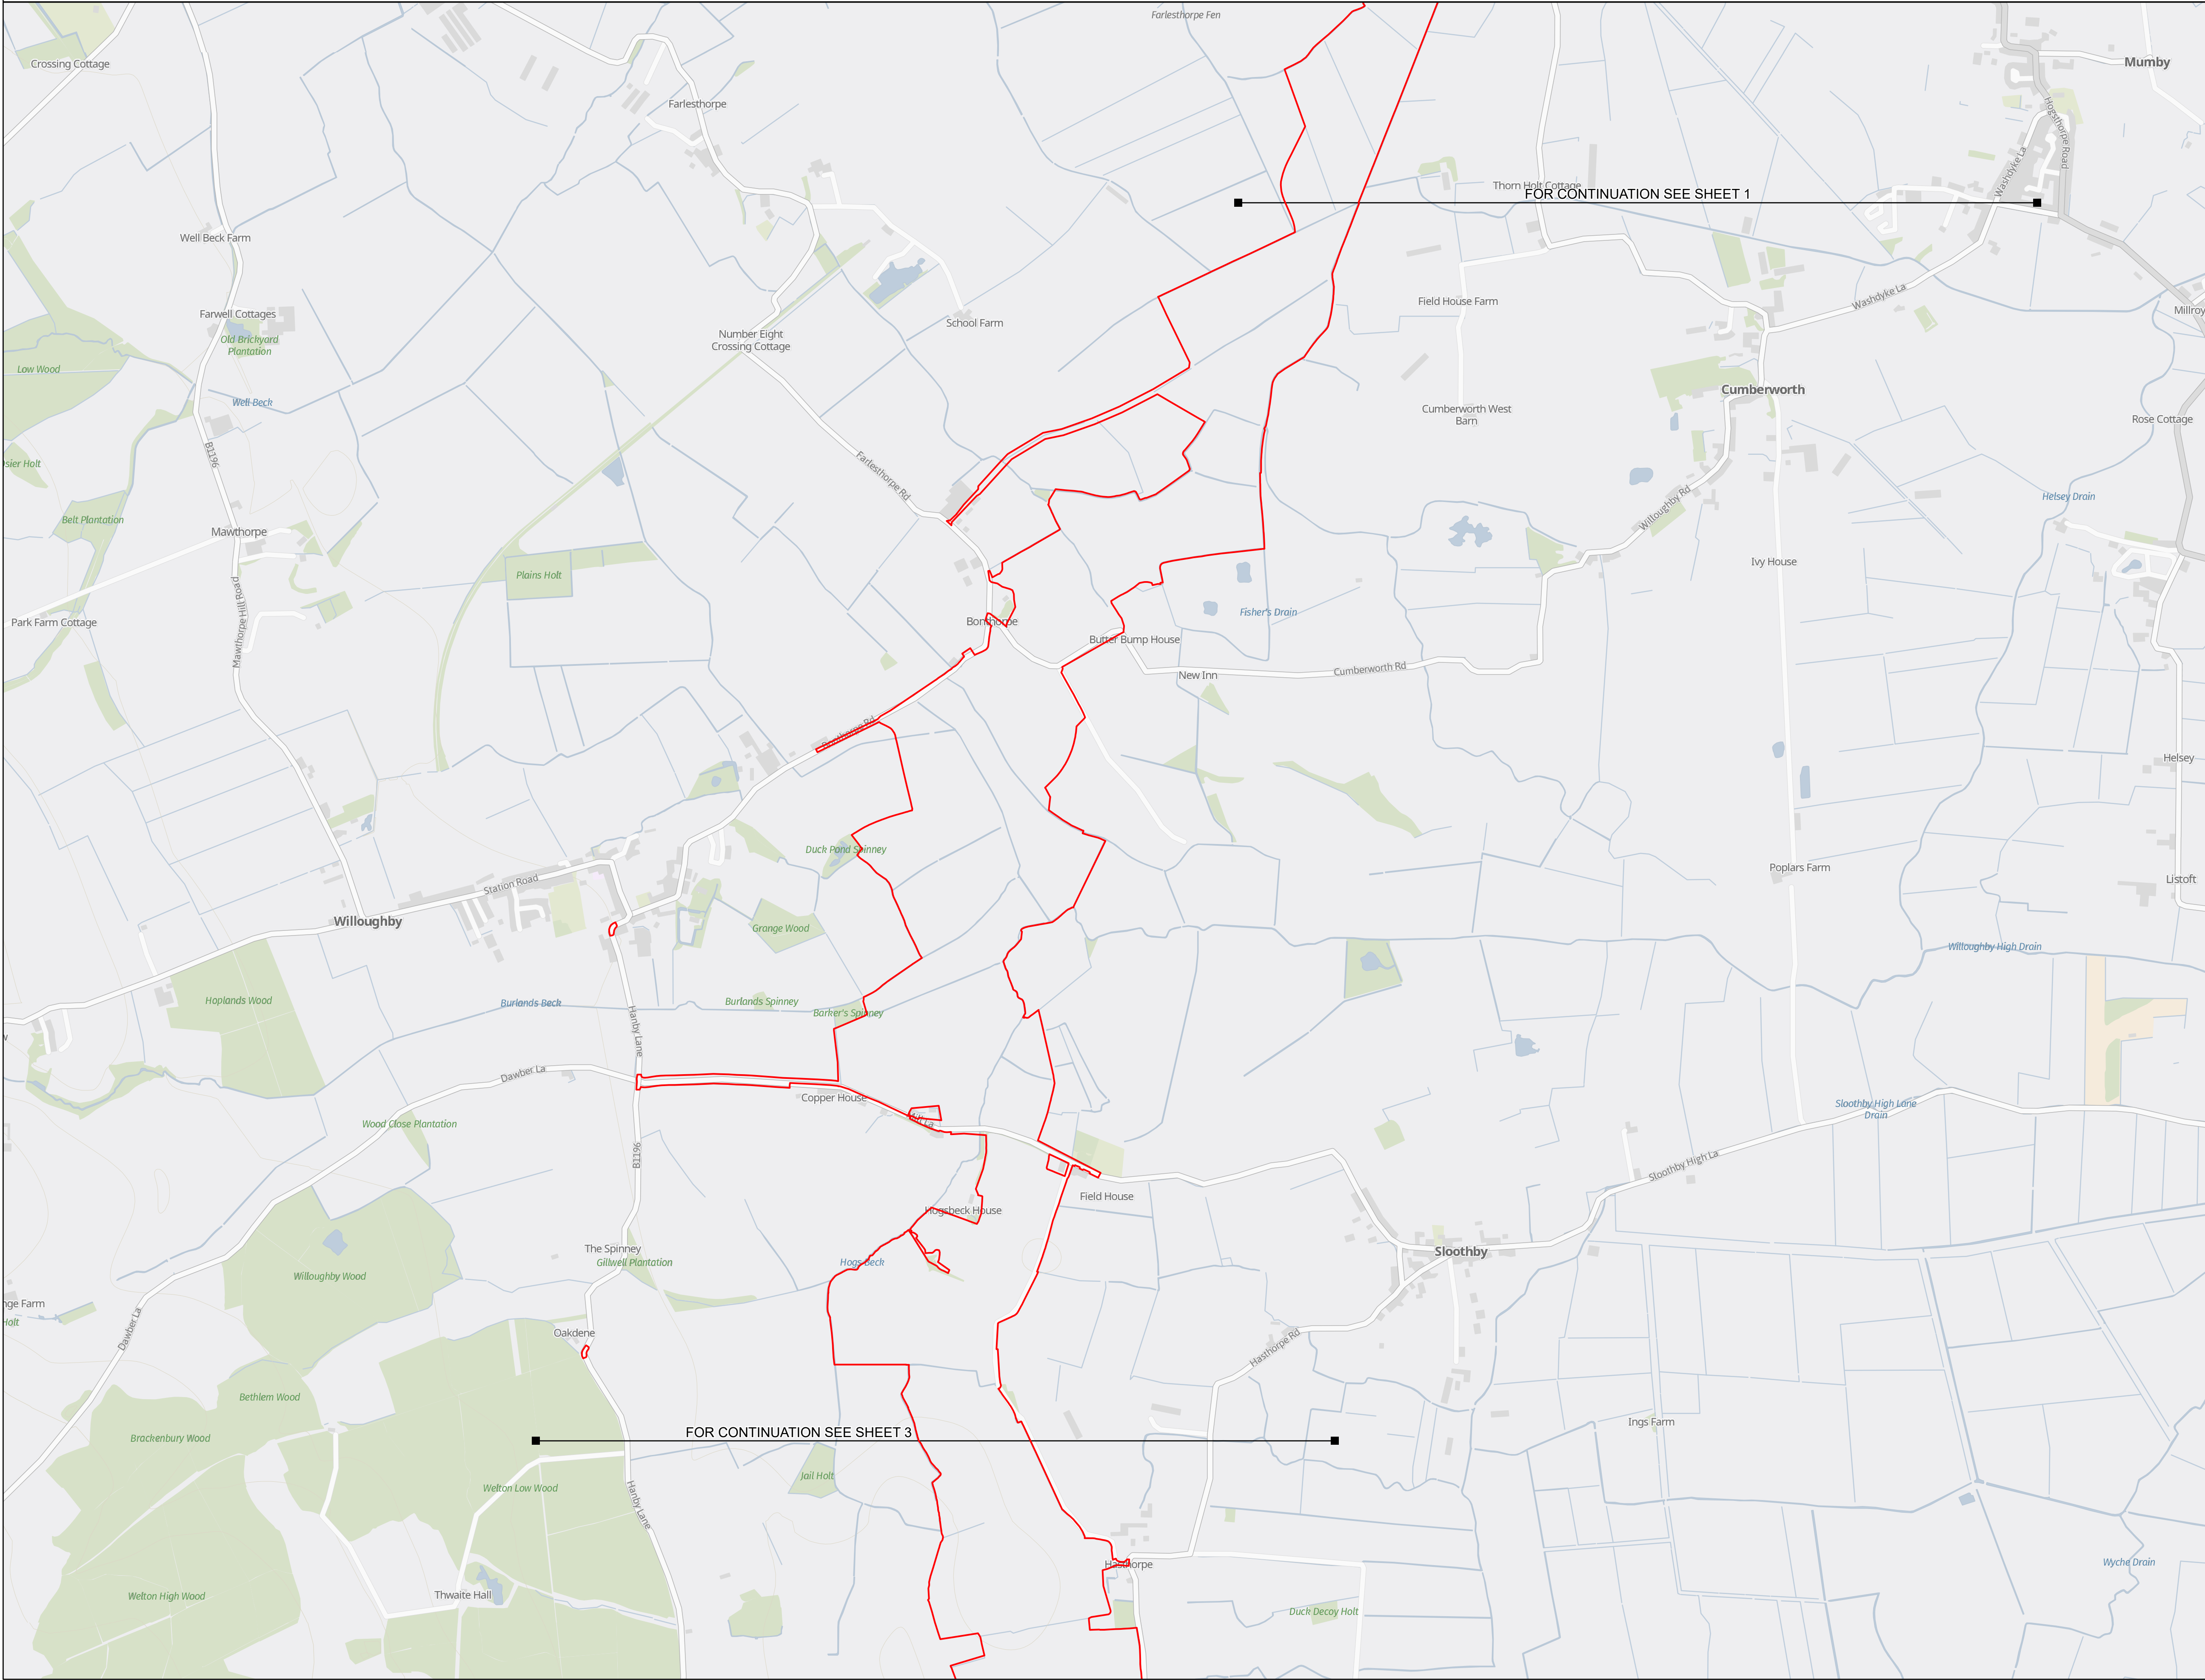 Farlesthorpe Fen
Crossing Cottage
Mumby
Farlesthorpe
Hogsthorpe Road
Washdyke La
Thorn Holt Cottage
FOR CONTINUATION SEE SHEET 1
Well Beck Farm
Field House Farm
Washdyke La
Farwell Cottages
Millroy
School Farm
Old Brickyard
Plantation
Number Eight
Crossing Cottage
Low Wood
Cumberworth
Well Beck
Cumberworth West
Barn
Rose Cottage
B1196
Farlesthorpe Rd
Helsey Drain
Willoughby Rd
Belt Plantation
Mawthorpe
Ivy House
Plains Holt
Fisher's Drain
Park Farm Cottage
Mawthorpe Hill Road
Bonthorpe
Butter Bump House
Cumberworth Rd
New Inn
Bonthorpe Rd
Helsey
Duck Pond Spinney
Poplars Farm
Station Road
Listoft
Willoughby
Grange Wood
Willoughby High Drain
Hoplands Wood
Burlands Beck
Burlands Spinney
Barker's Spinney
Hanby Lane
Dawber La
Copper House
Sloothby High Lane
Drain
Wood Close Plantation
B1196
Sloothby High La
Field House
Hogsbeck House
The Spinney
Gillwell Plantation
Hogs Beck
Sloothby
Willoughby Wood
nge Farm
Holt
Dawber La
Oakdene
Hasthorpe Rd
Bethlem Wood
Ings Farm
Brackenbury Wood
FOR CONTINUATION SEE SHEET 3
Jail Holt
Welton Low Wood
Hanby Lane
Hasthorpe
Wyche Drain
Welton High Wood
Thwaite Hall
Duck Decoy Holt